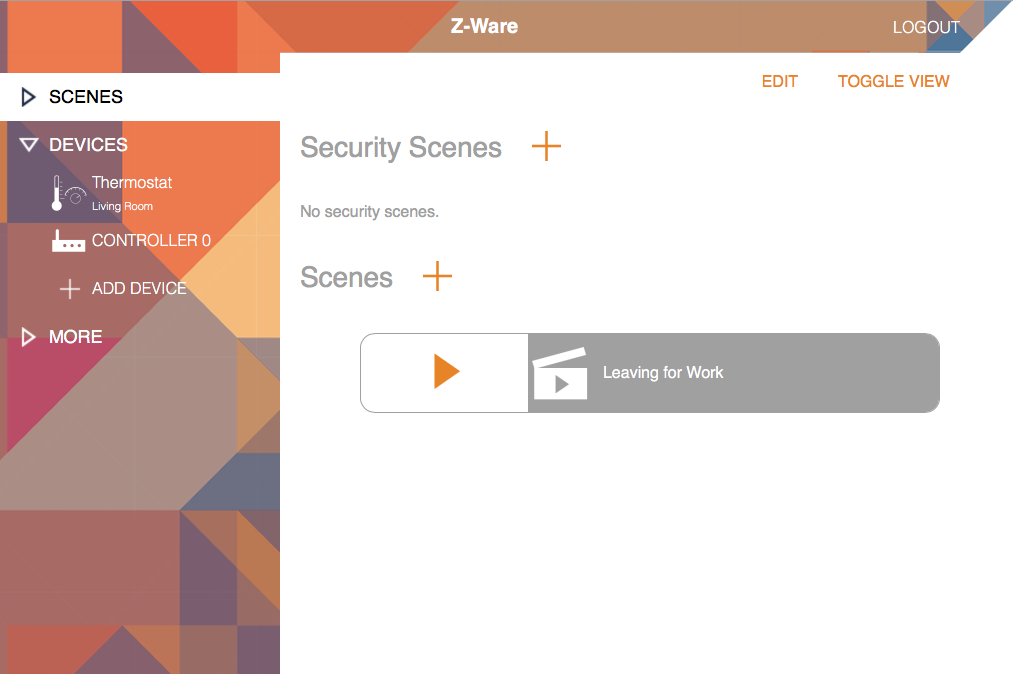 Z-Ware
LOGOUT
SCENES
DEVICES
Thermostat
Living Room
CONTROLLER 0
ADD DEVICE
MORE
EDIT
TOGGLE VIEW
Security Scenes
No security scenes.
Scenes
Leaving for Work